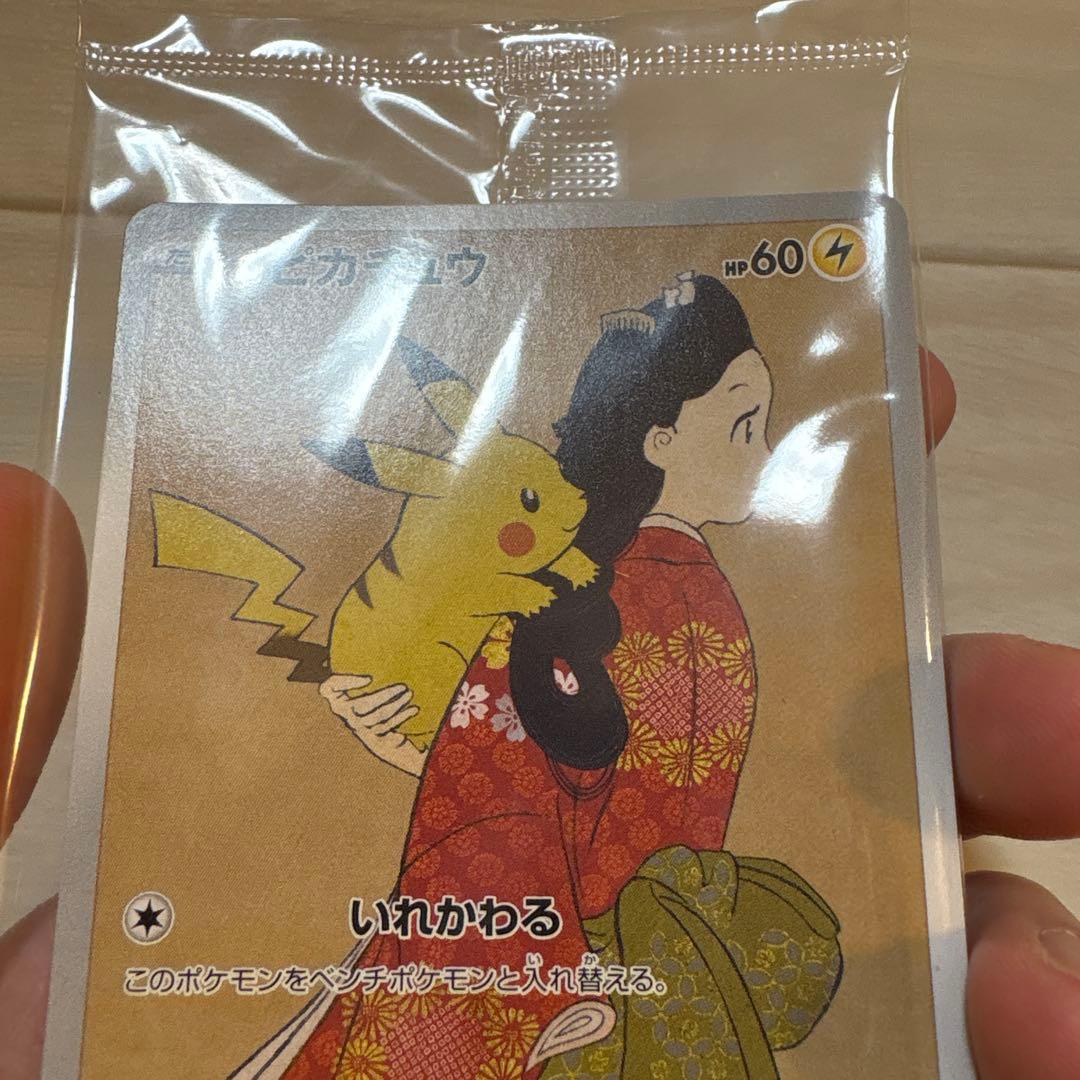 ピカチュウ
HP60
いれかわる
このポケモンをベンチポケモンと入れ替える。